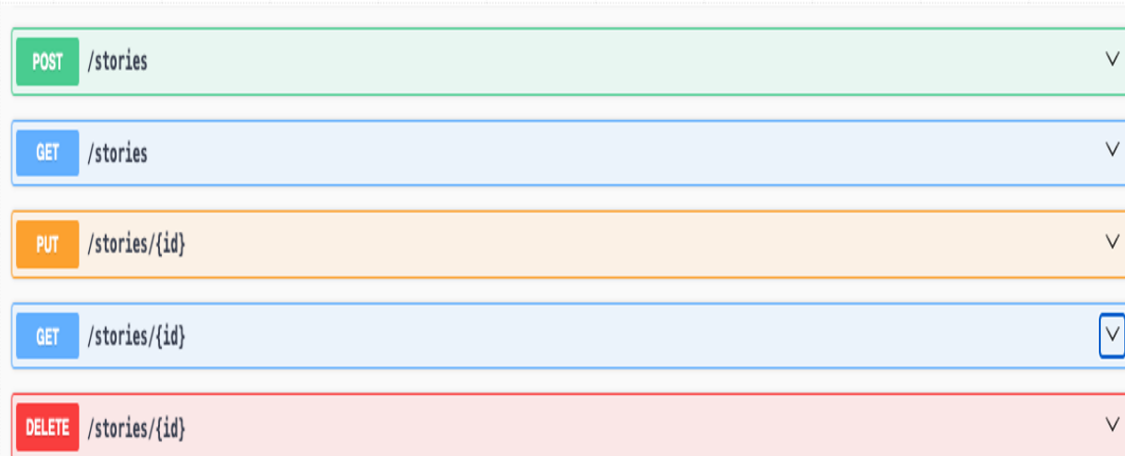 POST /stories
GET /stories
PUT /stories/{id}
GET /stories/{id}
DELETE /stories/{id}